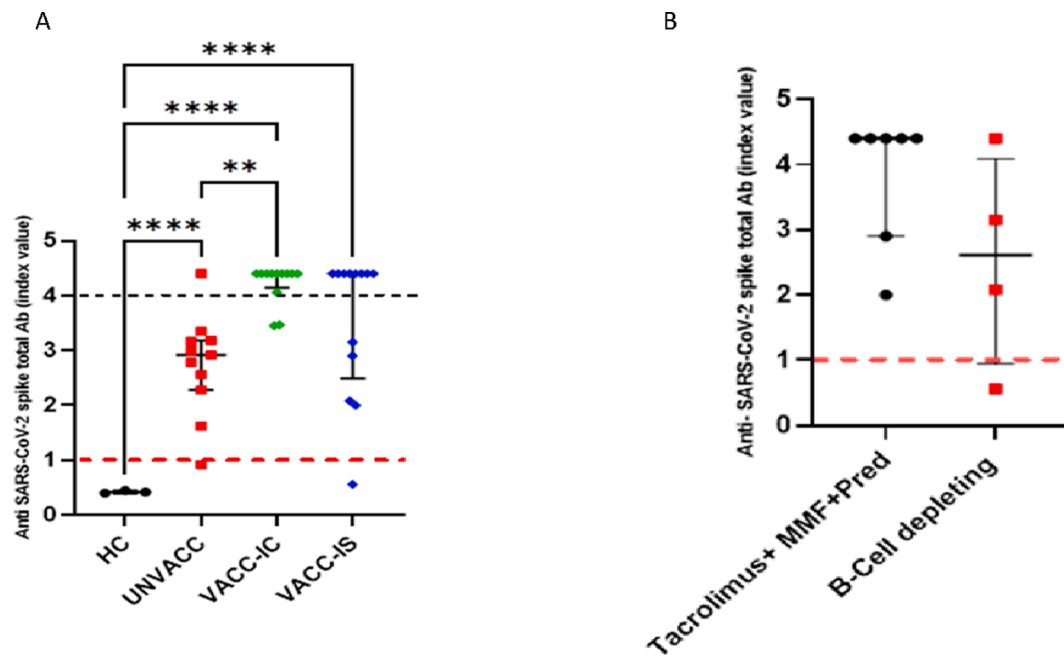 A
****
****
**
****
Anti SARS-CoV-2 spike total Ab (index value)
5
4
3
2
1
0
HC
UNVACC
VACC-IC
VACC-IS
B
Anti- SARS-CoV-2 spike total Ab (index value)
5
4
3
2
1
0
Tacrolimus+ MMF+Pred
B-Cell depleting